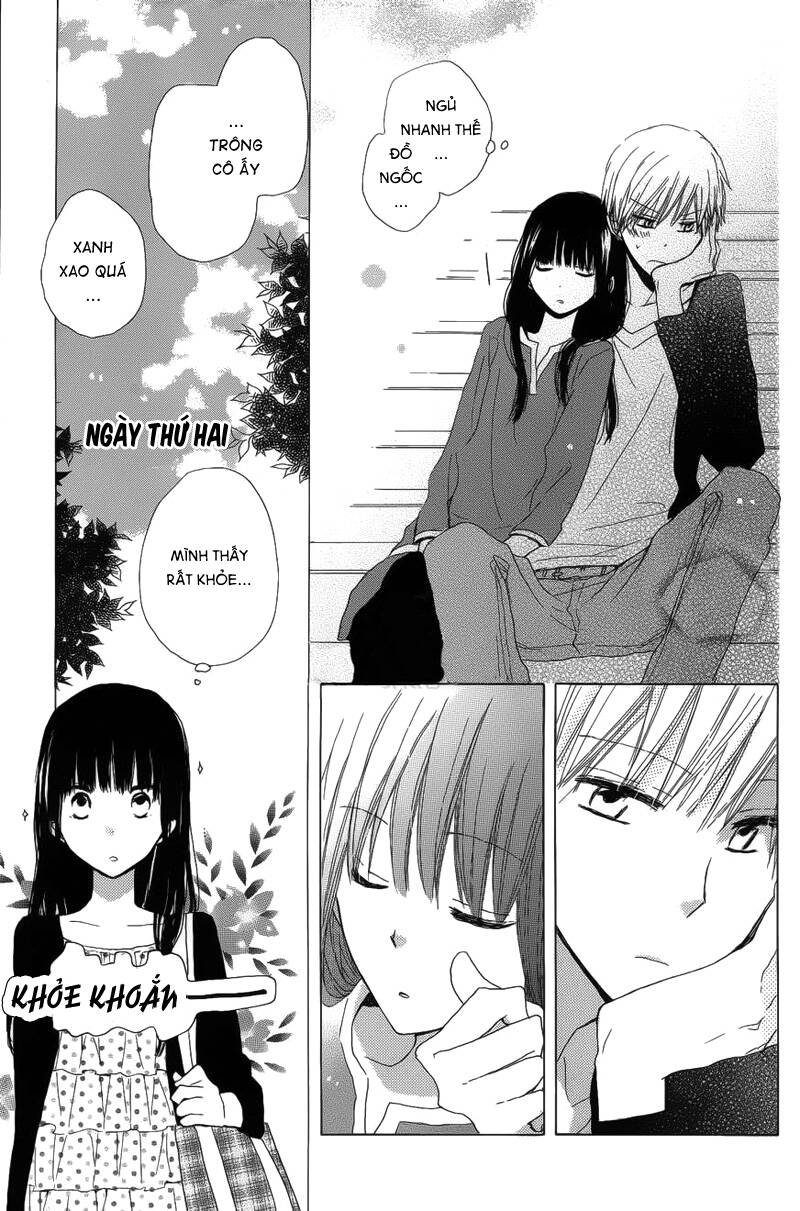 NGỦ
NHANH THẾ
...
ĐỒ
NGỐC
...
...
TRÔNG
CÔ ẤY
XANH
XAO QUÁ
...
NGÀY THỨ HAI
MÌNH THẤY
RẤT KHỎE...
KHỎE KHOẮN